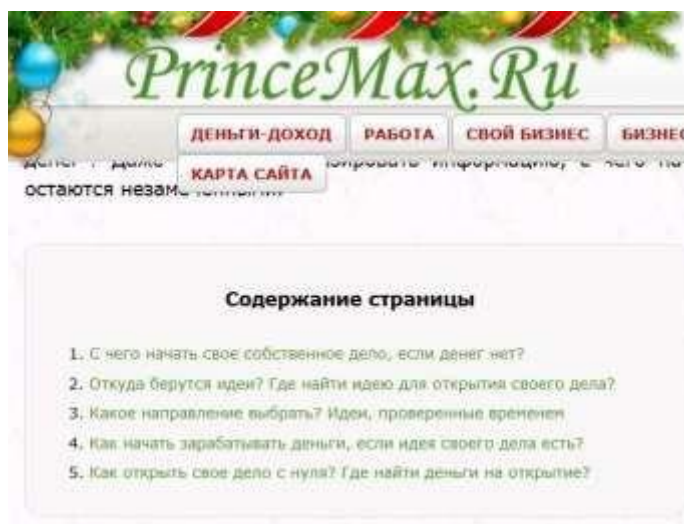 PrinceMax.Ru
ДЕНЬГИ-ДОХОД РАБОТА СВОЙ БИЗНЕС БИЗНЕС
КАРТА САЙТА
остаются
Содержание страницы
1. С чего начать свое собственное дело, если денег нет?
2. Откуда берутся идеи? Где найти идею для открытия своего дела?
3. Какое направление выбрать? Идеи, проверенные временем
4. Как начать зарабатывать деньги, если идея своего дела есть?
5. Как открыть свое дело с нуля? Где найти деньги на открытие?